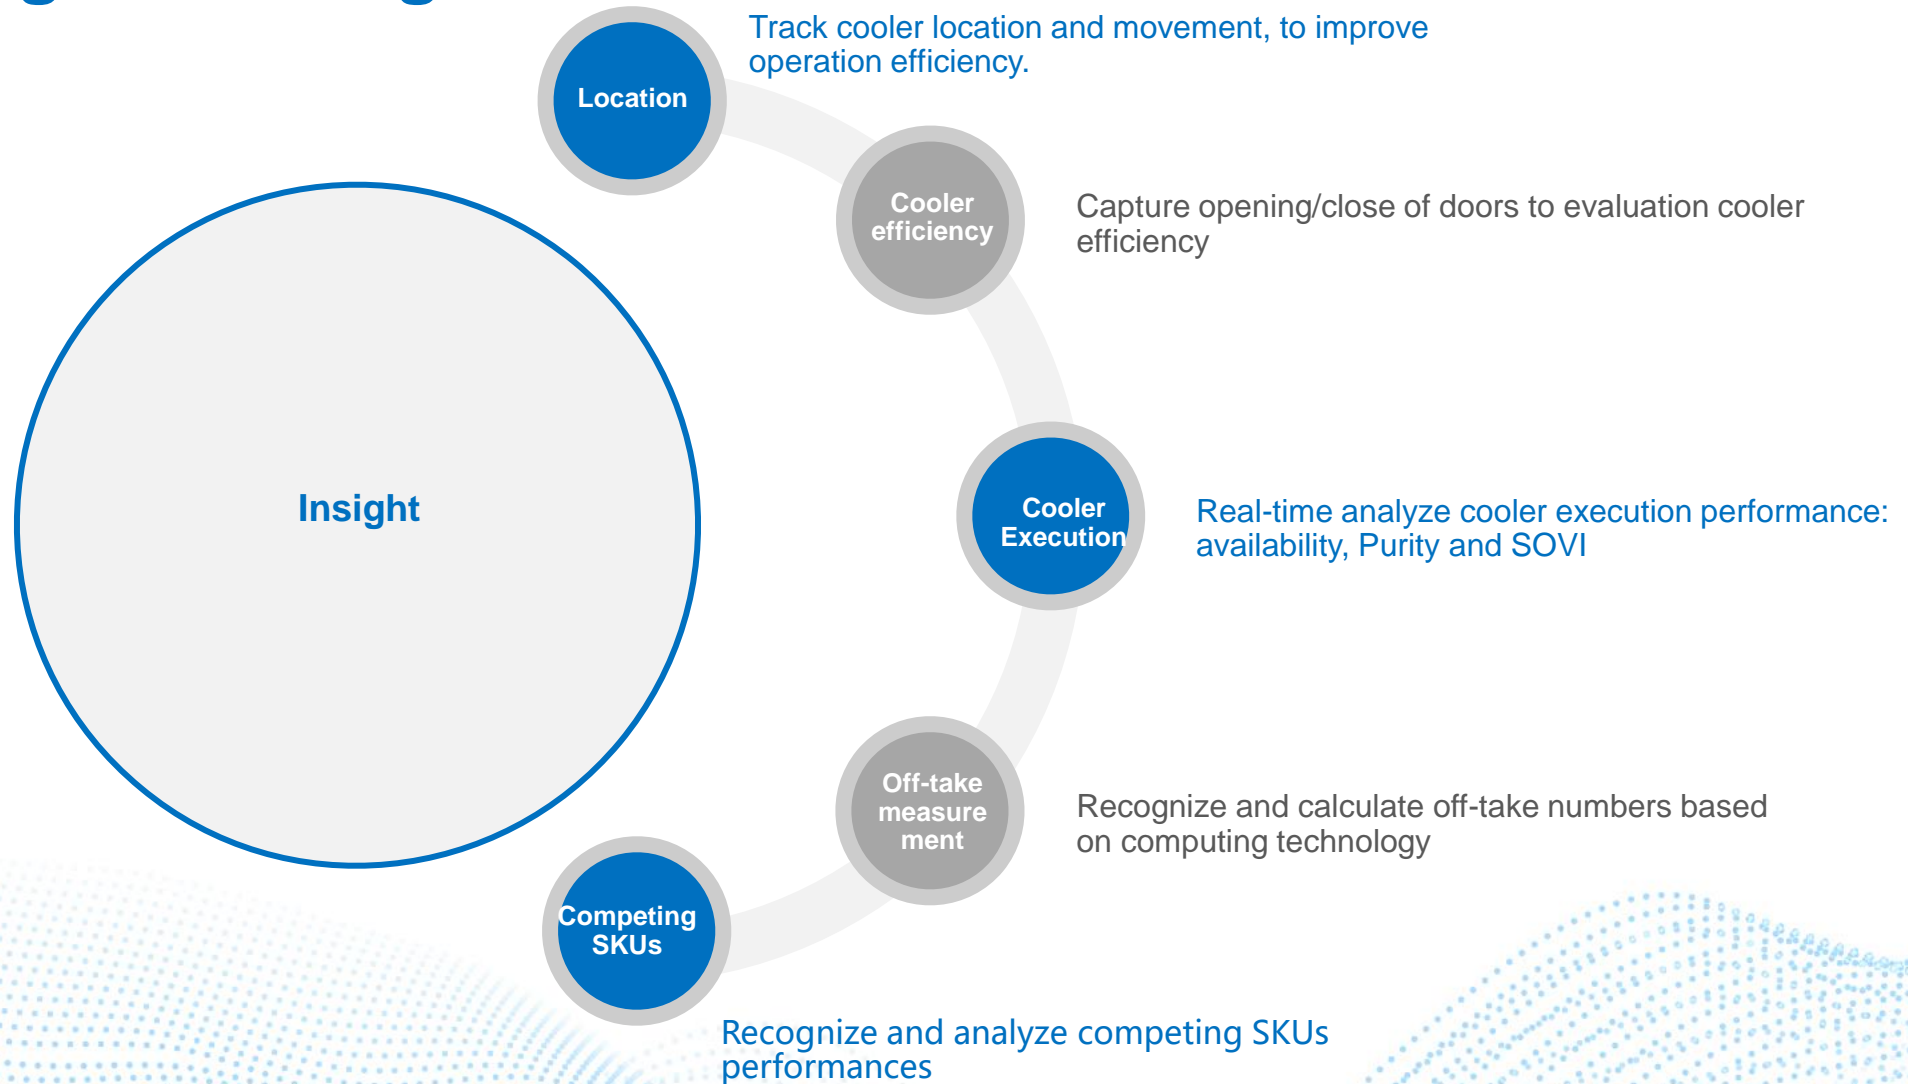 Track cooler location and movement, to improve
operation efficiency.
Location
Cooler
efficiency
Capture opening/close of doors to evaluation cooler
efficiency
Insight
Cooler
Execution
Real-time analyze cooler execution performance:
availability, Purity and SOVI
Off-take
measure
ment
Recognize and calculate off-take numbers based
on computing technology
Competing
SKUs
Recognize and analyze competing SKUs
performances